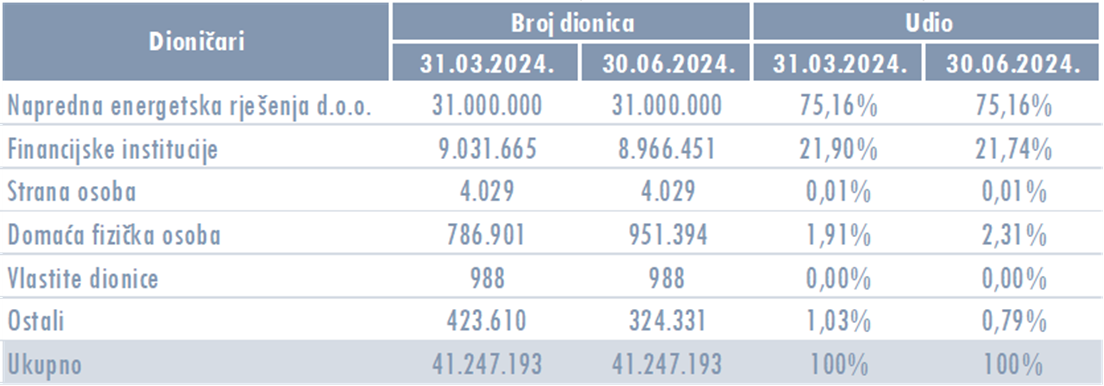 Dioničari Broj dionica Udio
31.03.2024. 30.06.2024. 31.03.2024. 30.06.2024.
Napredna energetska rješenja d.o.o. 31.000.000 31.000.000 75,16% 75,16%
Financijske institucije 9.031.665 8.966.451 21,90% 21,74%
Strana osoba 4.029 4.029 0,01% 0,01%
Domaća fizička osoba 786.901 951.394 1,91% 2,31%
Vlastite dionice 988 988 0,00% 0,00%
Ostali 423.610 324.331 1,03% 0,79%
Ukupno 41.247.193 41.247.193 100% 100%